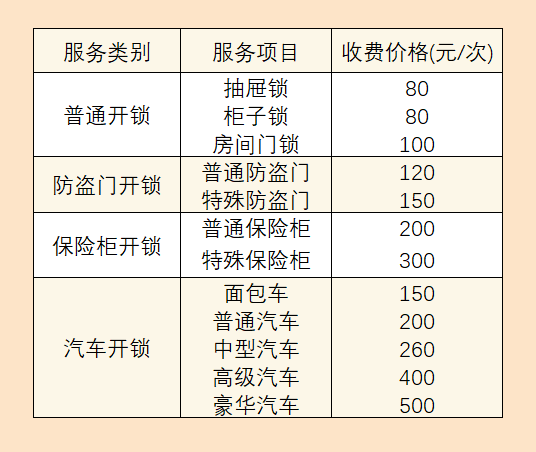 服务类别 服务项目 收费价格(元/次)
普通开锁
抽屉锁 80
柜子锁 80
房间门锁 100
防盗门开锁
普通防盗门 120
特殊防盗门 150
保险柜开锁
普通保险柜 200
特殊保险柜 300
汽车开锁
面包车 150
普通汽车 200
中型汽车 260
高级汽车 400
豪华汽车 500